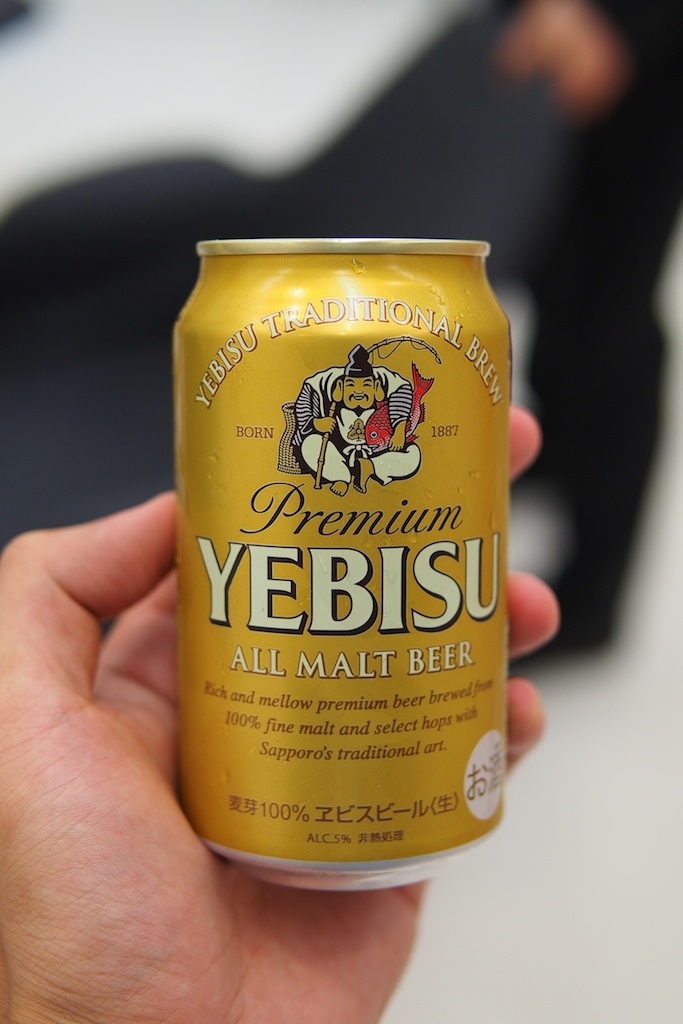 YEBISU TRADITIONAL BREW
BORN 1887
Premium
YEBISU
ALL MALT BEER
Rich and mellow premium beer brewed from
100% fine malt and select hops with
Sapporo's traditional art.
お酒
麦芽100% ヱビスビール〈生〉
ALC.5% 非熱処理